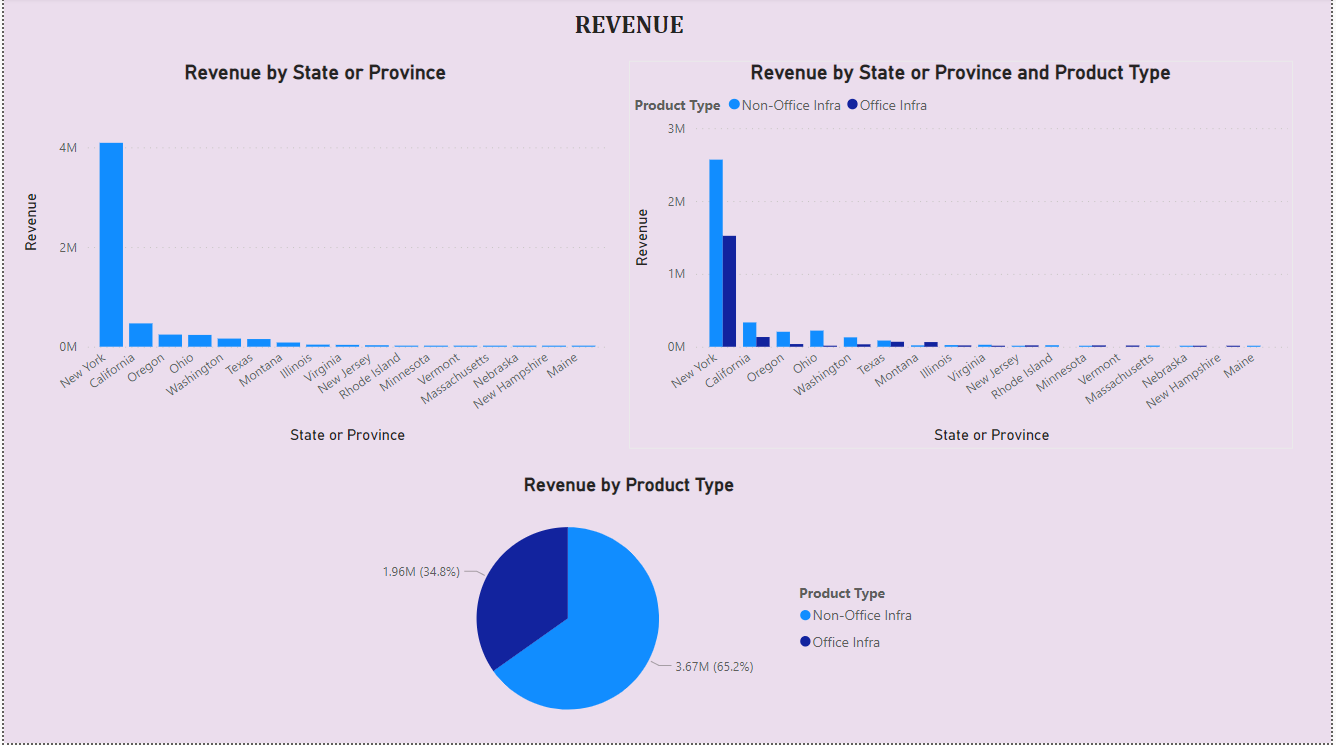 REVENUE
Revenue by State or Province
4M
2M
0M
Revenue
New York
California
Oregon
Ohio
Washington
Texas
Montana
Illinois
Virginia
New Jersey
Rhode Island
Minnesota
Vermont
Massachusetts
Nebraska
New Hampshire
Maine
State or Province
Revenue by State or Province and Product Type
Product Type Non-Office Infra Office Infra
3M
2M
1M
0M
Revenue
New York
California
Oregon
Ohio
Washington
Texas
Montana
Illinois
Virginia
New Jersey
Rhode Island
Minnesota
Vermont
Massachusetts
Nebraska
New Hampshire
Maine
State or Province
Revenue by Product Type
1.96M (34.8%)
3.67M (65.2%)
Product Type
Non-Office Infra
Office Infra